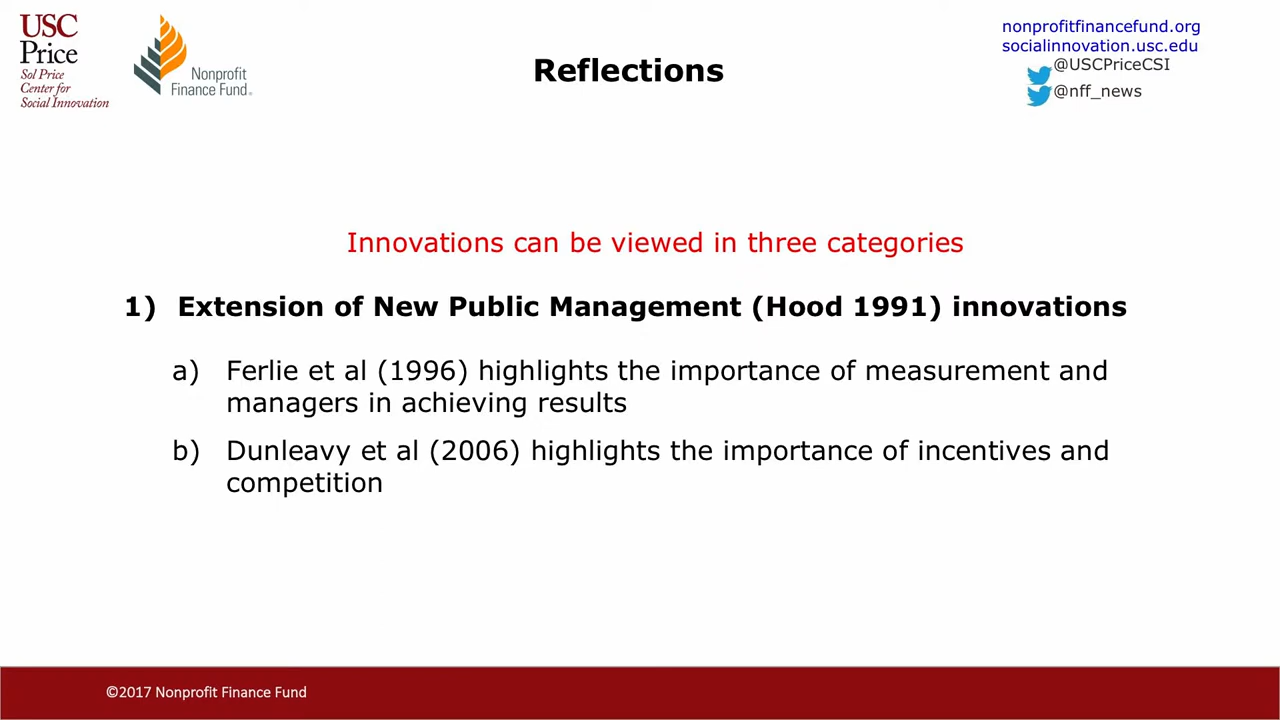 USC
Price
Sol Price
Center for
Social Innovation
Nonprofit
Finance Fund®
Reflections
nonprofitfinancefund.org
socialinnovation.usc.edu
@USCPriceCSI
@nff_news
Innovations can be viewed in three categories
1) Extension of New Public Management (Hood 1991) innovations
a) Ferlie et al (1996) highlights the importance of measurement and
managers in achieving results
b) Dunleavy et al (2006) highlights the importance of incentives and
competition
©2017 Nonprofit Finance Fund